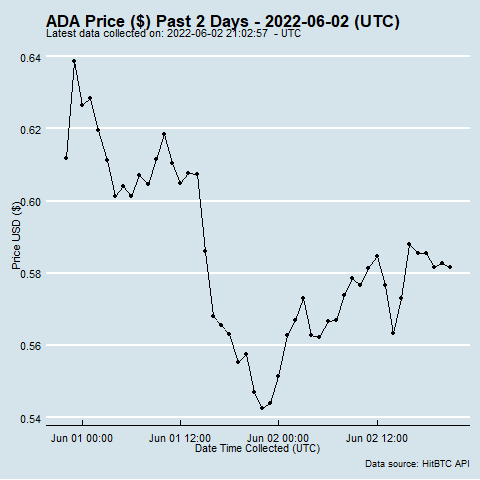 ADA Price ($) Past 2 Days - 2022-06-02 (UTC)
Latest data collected on: 2022-06-02 21:02:57 - UTC
0.64
0.62
0.60
0.58
0.56
0.54
Price USD ($)
Jun 01 00:00
Jun 01 12:00
Jun 02 00:00
Jun 02 12:00
Date Time Collected (UTC)
Data source: HitBTC API